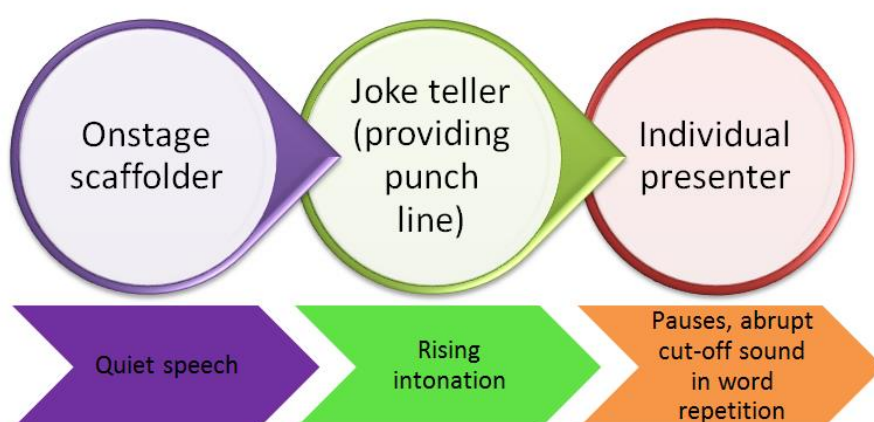 Onstage
scaffolder
Joke teller
(providing
punch
line)
Individual
presenter
Quiet speech
Rising
intonation
Pauses, abrupt
cut-off sound
in word
repetition